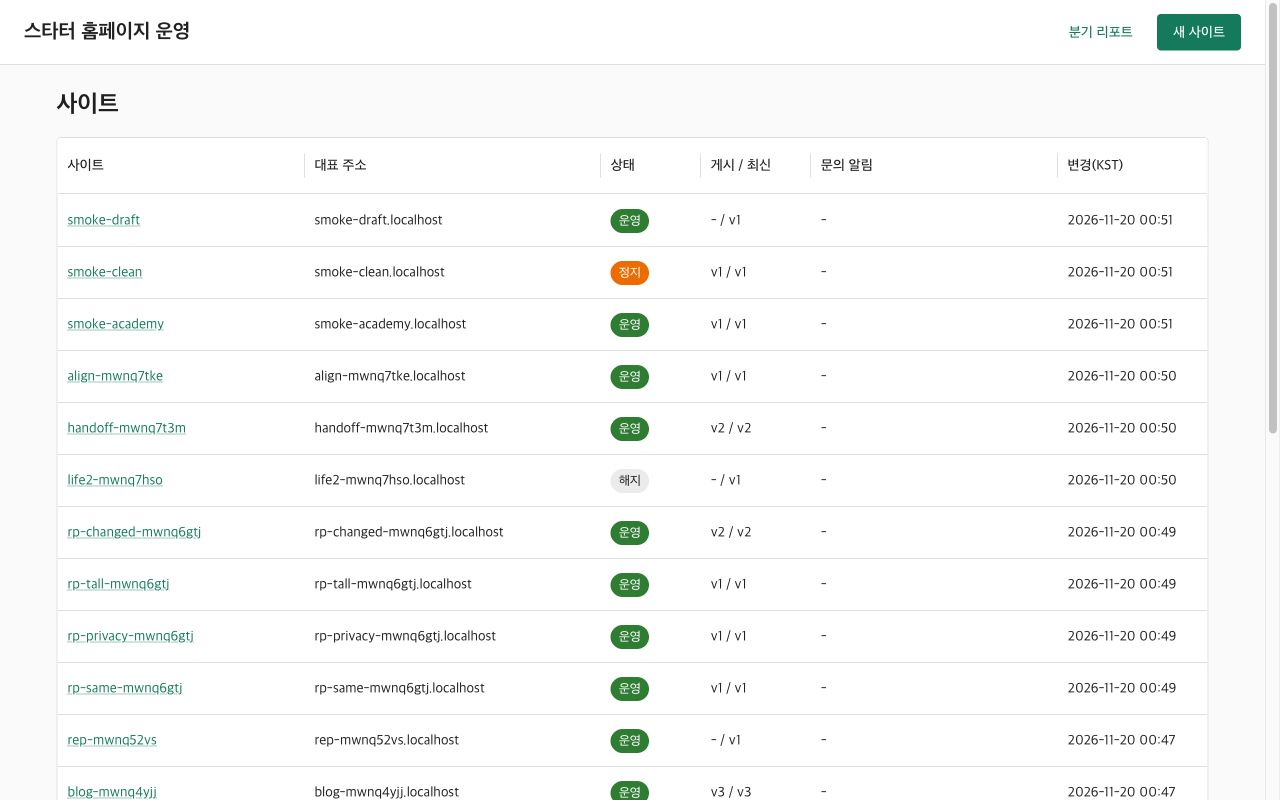 스타터 홈페이지 운영
분기 리포트
새 사이트
사이트
사이트 대표 주소 상태 게시 / 최신 문의 알림 변경(KST)
smoke-draft smoke-draft.localhost 운영 - / v1 - 2026-11-20 00:51
smoke-clean smoke-clean.localhost 정지 v1 / v1 - 2026-11-20 00:51
smoke-academy smoke-academy.localhost 운영 v1 / v1 - 2026-11-20 00:51
align-mwnq7tke align-mwnq7tke.localhost 운영 v1 / v1 - 2026-11-20 00:50
handoff-mwnq7t3m handoff-mwnq7t3m.localhost 운영 v2 / v2 - 2026-11-20 00:50
life2-mwnq7hso life2-mwnq7hso.localhost 해지 - / v1 - 2026-11-20 00:50
rp-changed-mwnq6gtj rp-changed-mwnq6gtj.localhost 운영 v2 / v2 - 2026-11-20 00:49
rp-tall-mwnq6gtj rp-tall-mwnq6gtj.localhost 운영 v1 / v1 - 2026-11-20 00:49
rp-privacy-mwnq6gtj rp-privacy-mwnq6gtj.localhost 운영 v1 / v1 - 2026-11-20 00:49
rp-same-mwnq6gtj rp-same-mwnq6gtj.localhost 운영 v1 / v1 - 2026-11-20 00:49
rep-mwnq52vs rep-mwnq52vs.localhost 운영 - / v1 - 2026-11-20 00:47
blog-mwnq4yjj blog-mwnq4yjj.localhost 운영 v3 / v3 - 2026-11-20 00:47